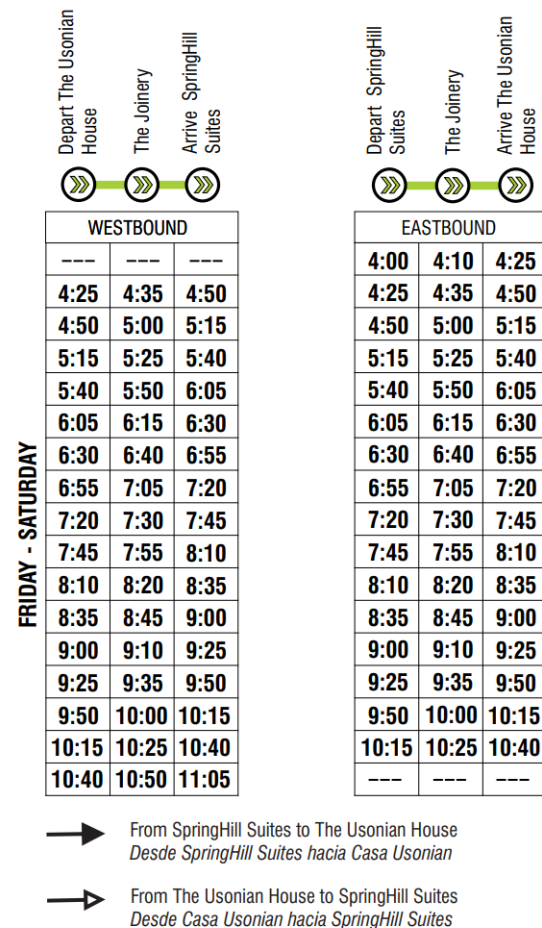 Depart The Usonian
House
The Joinery
Arrive SpringHill
Suites
Depart SpringHill
Suites
The Joinery
Arrive The Usonian
House
WESTBOUND EASTBOUND
FRIDAY - SATURDAY
--- --- --- 4:00 4:10 4:25
4:25 4:35 4:50 4:25 4:35 4:50
4:50 5:00 5:15 4:50 5:00 5:15
5:15 5:25 5:40 5:15 5:25 5:40
5:40 5:50 6:05 5:40 5:50 6:05
6:05 6:15 6:30 6:05 6:15 6:30
6:30 6:40 6:55 6:30 6:40 6:55
6:55 7:05 7:20 6:55 7:05 7:20
7:20 7:30 7:45 7:20 7:30 7:45
7:45 7:55 8:10 7:45 7:55 8:10
8:10 8:20 8:35 8:10 8:20 8:35
8:35 8:45 9:00 8:35 8:45 9:00
9:00 9:10 9:25 9:00 9:10 9:25
9:25 9:35 9:50 9:25 9:35 9:50
9:50 10:00 10:15 9:50 10:00 10:15
10:15 10:25 10:40 10:15 10:25 10:40
10:40 10:50 11:05 --- --- ---
From SpringHill Suites to The Usonian House
Desde SpringHill Suites hacia Casa Usonian
From The Usonian House to SpringHill Suites
Desde Casa Usonian hacia SpringHill Suites